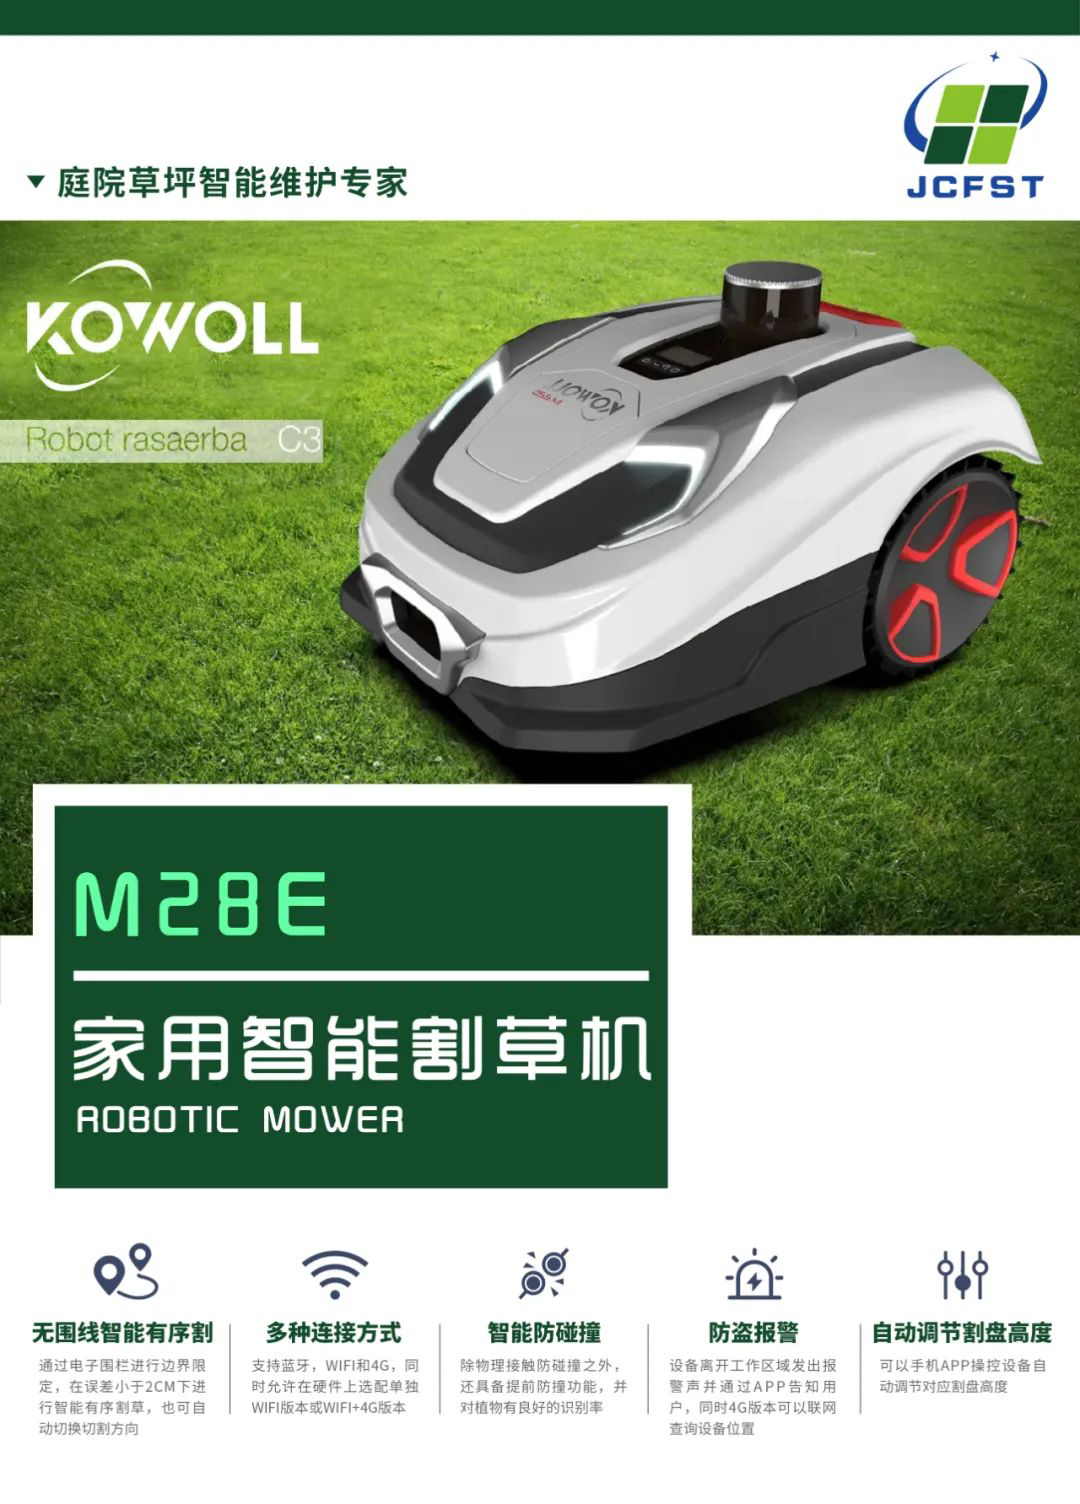 JCFST
庭院草坪智能维护专家
KOWOLL
Robot rasaerba C3
KOWOLL
M28E
家用智能割草机
ROBOTIC MOWER
无围线智能有序割
通过电子围栏进行边界限
定，在误差小于2CM下进
行智能有序割草，也可自
动切换切割方向
多种连接方式
支持蓝牙，WIFI和4G，同
时允许在硬件上选配单独
WIFI版本或WIFI+4G版本
智能防碰撞
除物理接触防碰撞之外，
还具备提前防撞功能，并
对植物有良好的识别率
防盗报警
设备离开工作区域发出报
警声并通过APP告知用
户，同时4G版本可以联网
查询设备位置
自动调节割盘高度
可以手机APP操控设备自
动调节对应割盘高度